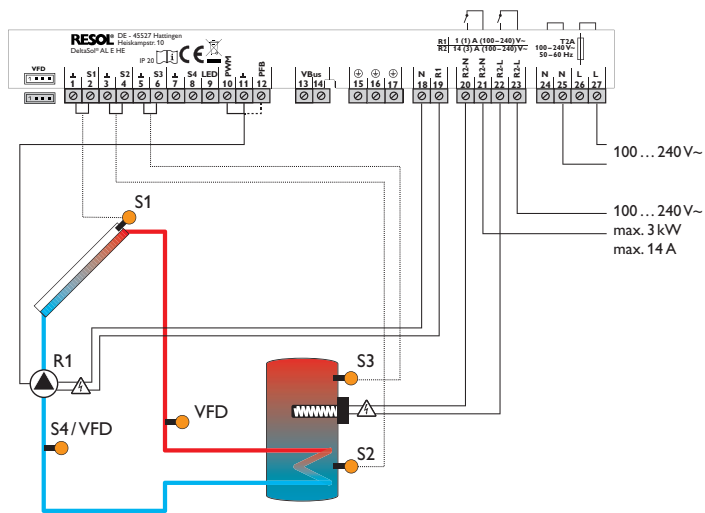 RESOL® DE - 45527 Hattingen
Heiskampstr. 10
DeltaSol® AL E HE
IP 20
R1 1 (1) A (100–240) V~
R2 14 (3) A (100–240) V~
T2A
100–240 V~
50–60 Hz
VFD
S1 S2 S3 S4 LED PWM PFB
1 2 3 4 5 6 7 8 9 10 11 12
VBus
13 14
15 16 17
N R1 R2-N R2-N R2-L R2-L
18 19 20 21 22 23
N N L L
24 25 26 27
100 ... 240 V~
100 ... 240 V~
max. 3 kW
max. 14 A
S1
R1
S3
VFD
S4 / VFD
S2